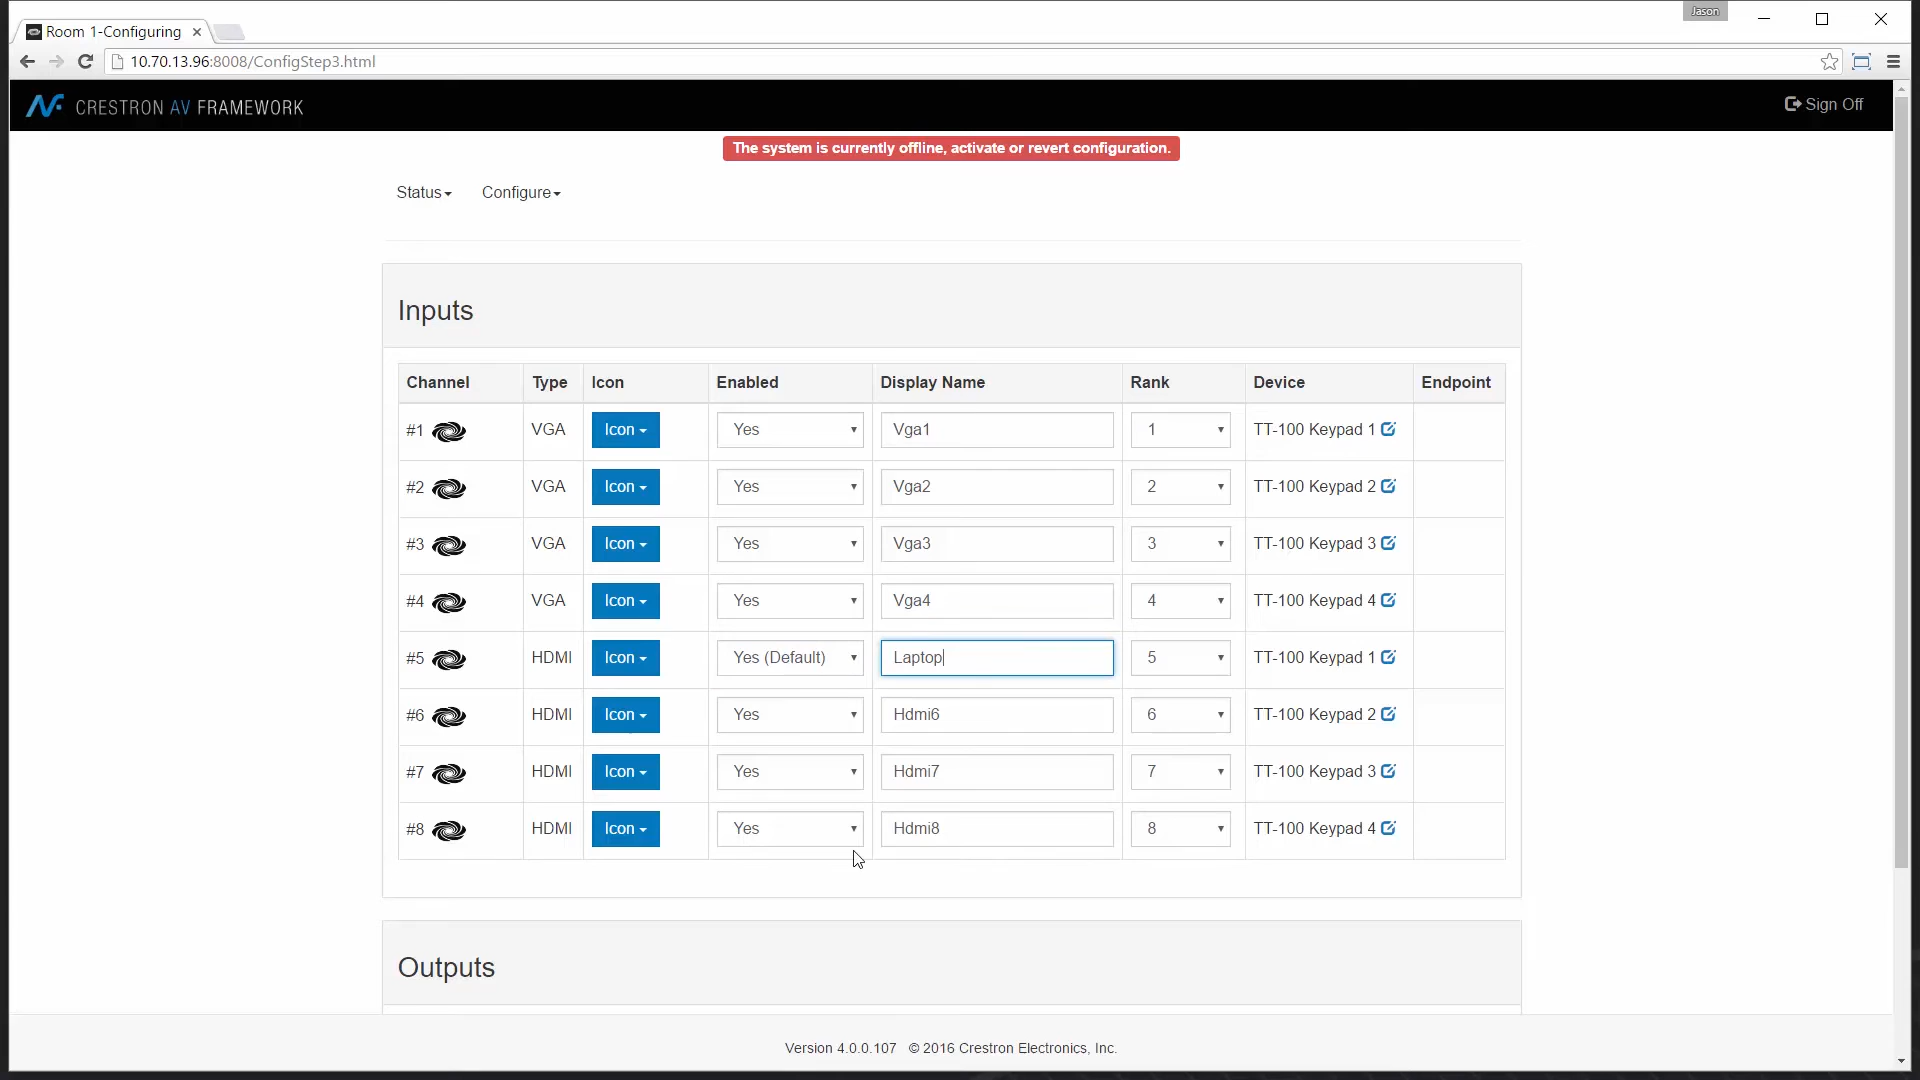 Jason
Room 1-Configuring
10.70.13.96:8008/ConfigStep3.html
CRESTRON AV FRAMEWORK
Sign Off
The system is currently offline, activate or revert configuration.
Status Configure
Inputs
Channel Type Icon Enabled Display Name Rank Device Endpoint
#1 VGA Icon Yes Vga1 1 TT-100 Keypad 1
#2 VGA Icon Yes Vga2 2 TT-100 Keypad 2
#3 VGA Icon Yes Vga3 3 TT-100 Keypad 3
#4 VGA Icon Yes Vga4 4 TT-100 Keypad 4
#5 HDMI Icon Yes (Default) Laptop 5 TT-100 Keypad 1
#6 HDMI Icon Yes Hdmi6 6 TT-100 Keypad 2
#7 HDMI Icon Yes Hdmi7 7 TT-100 Keypad 3
#8 HDMI Icon Yes Hdmi8 8 TT-100 Keypad 4
Outputs
Version 4.0.0.107 © 2016 Crestron Electronics, Inc.